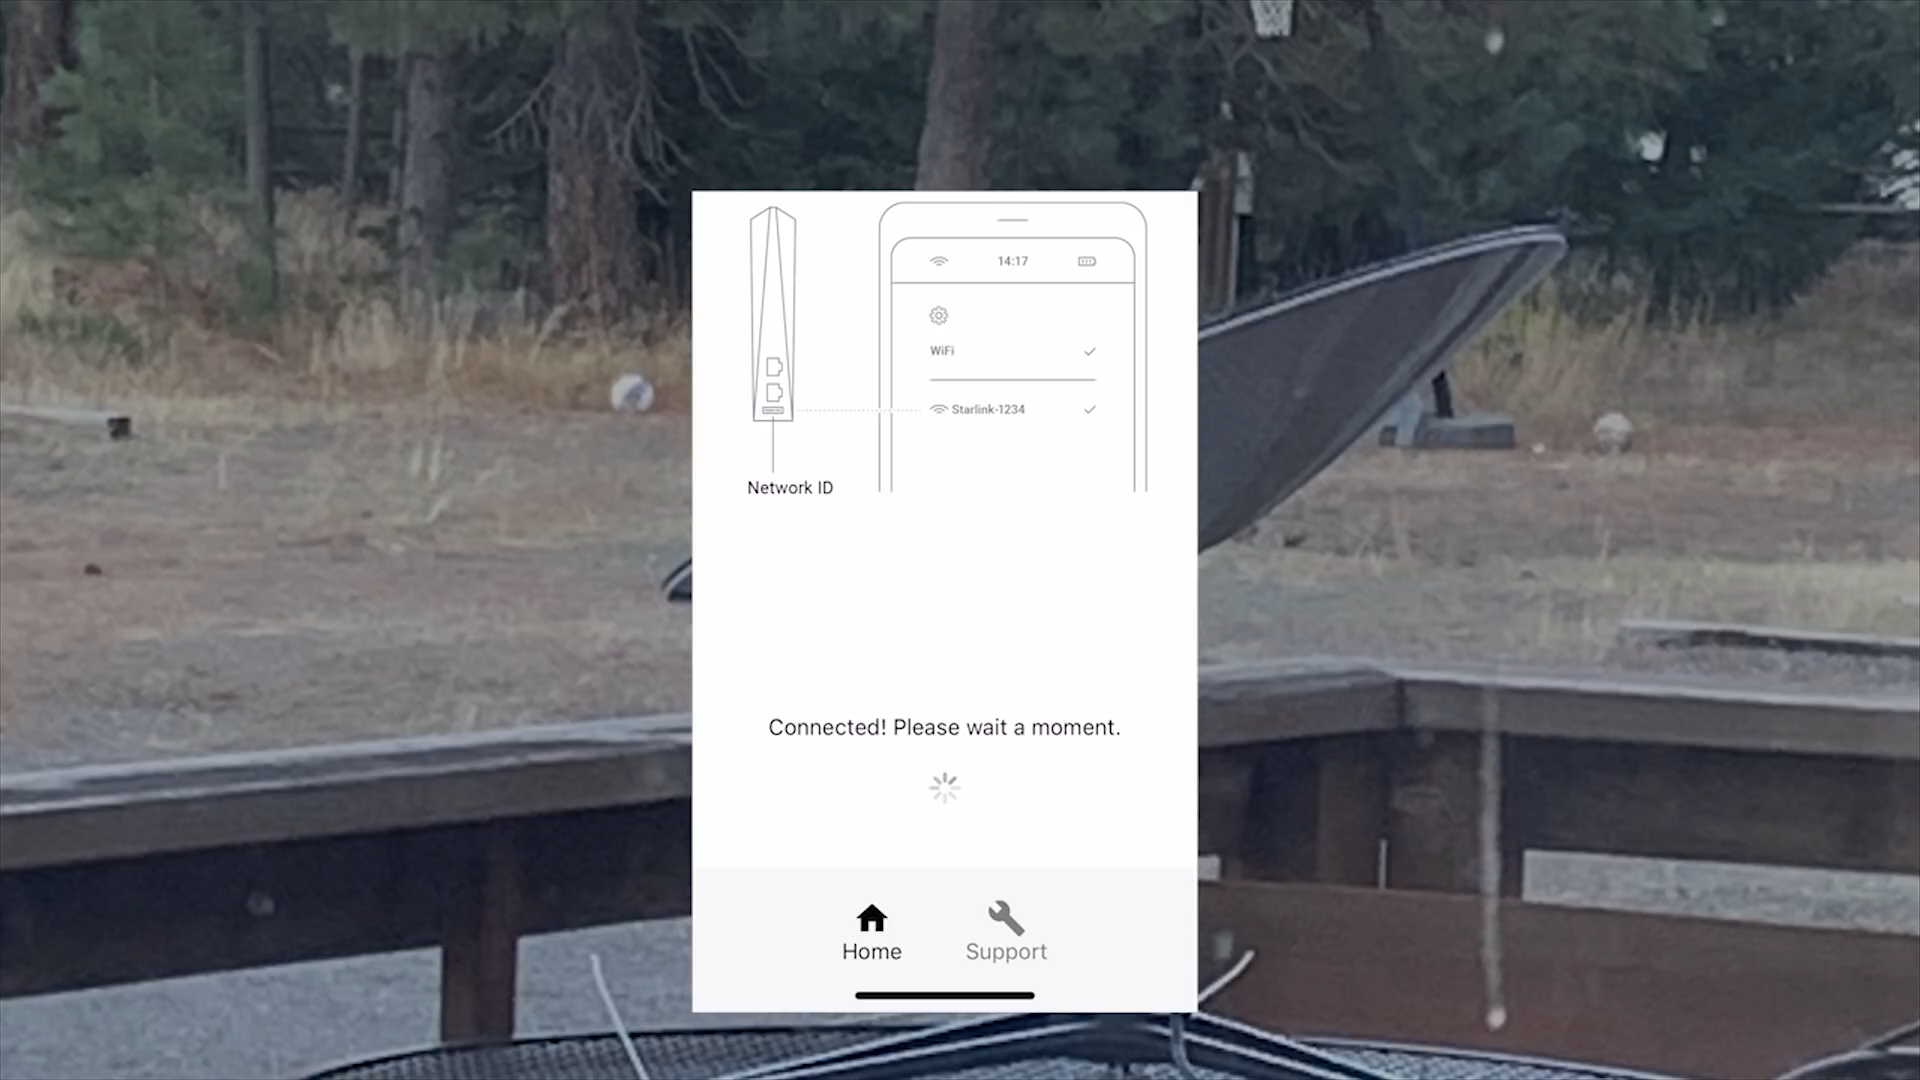 14:17
WiFi
Starlink-1234
Network ID
Connected! Please wait a moment.
Home
Support